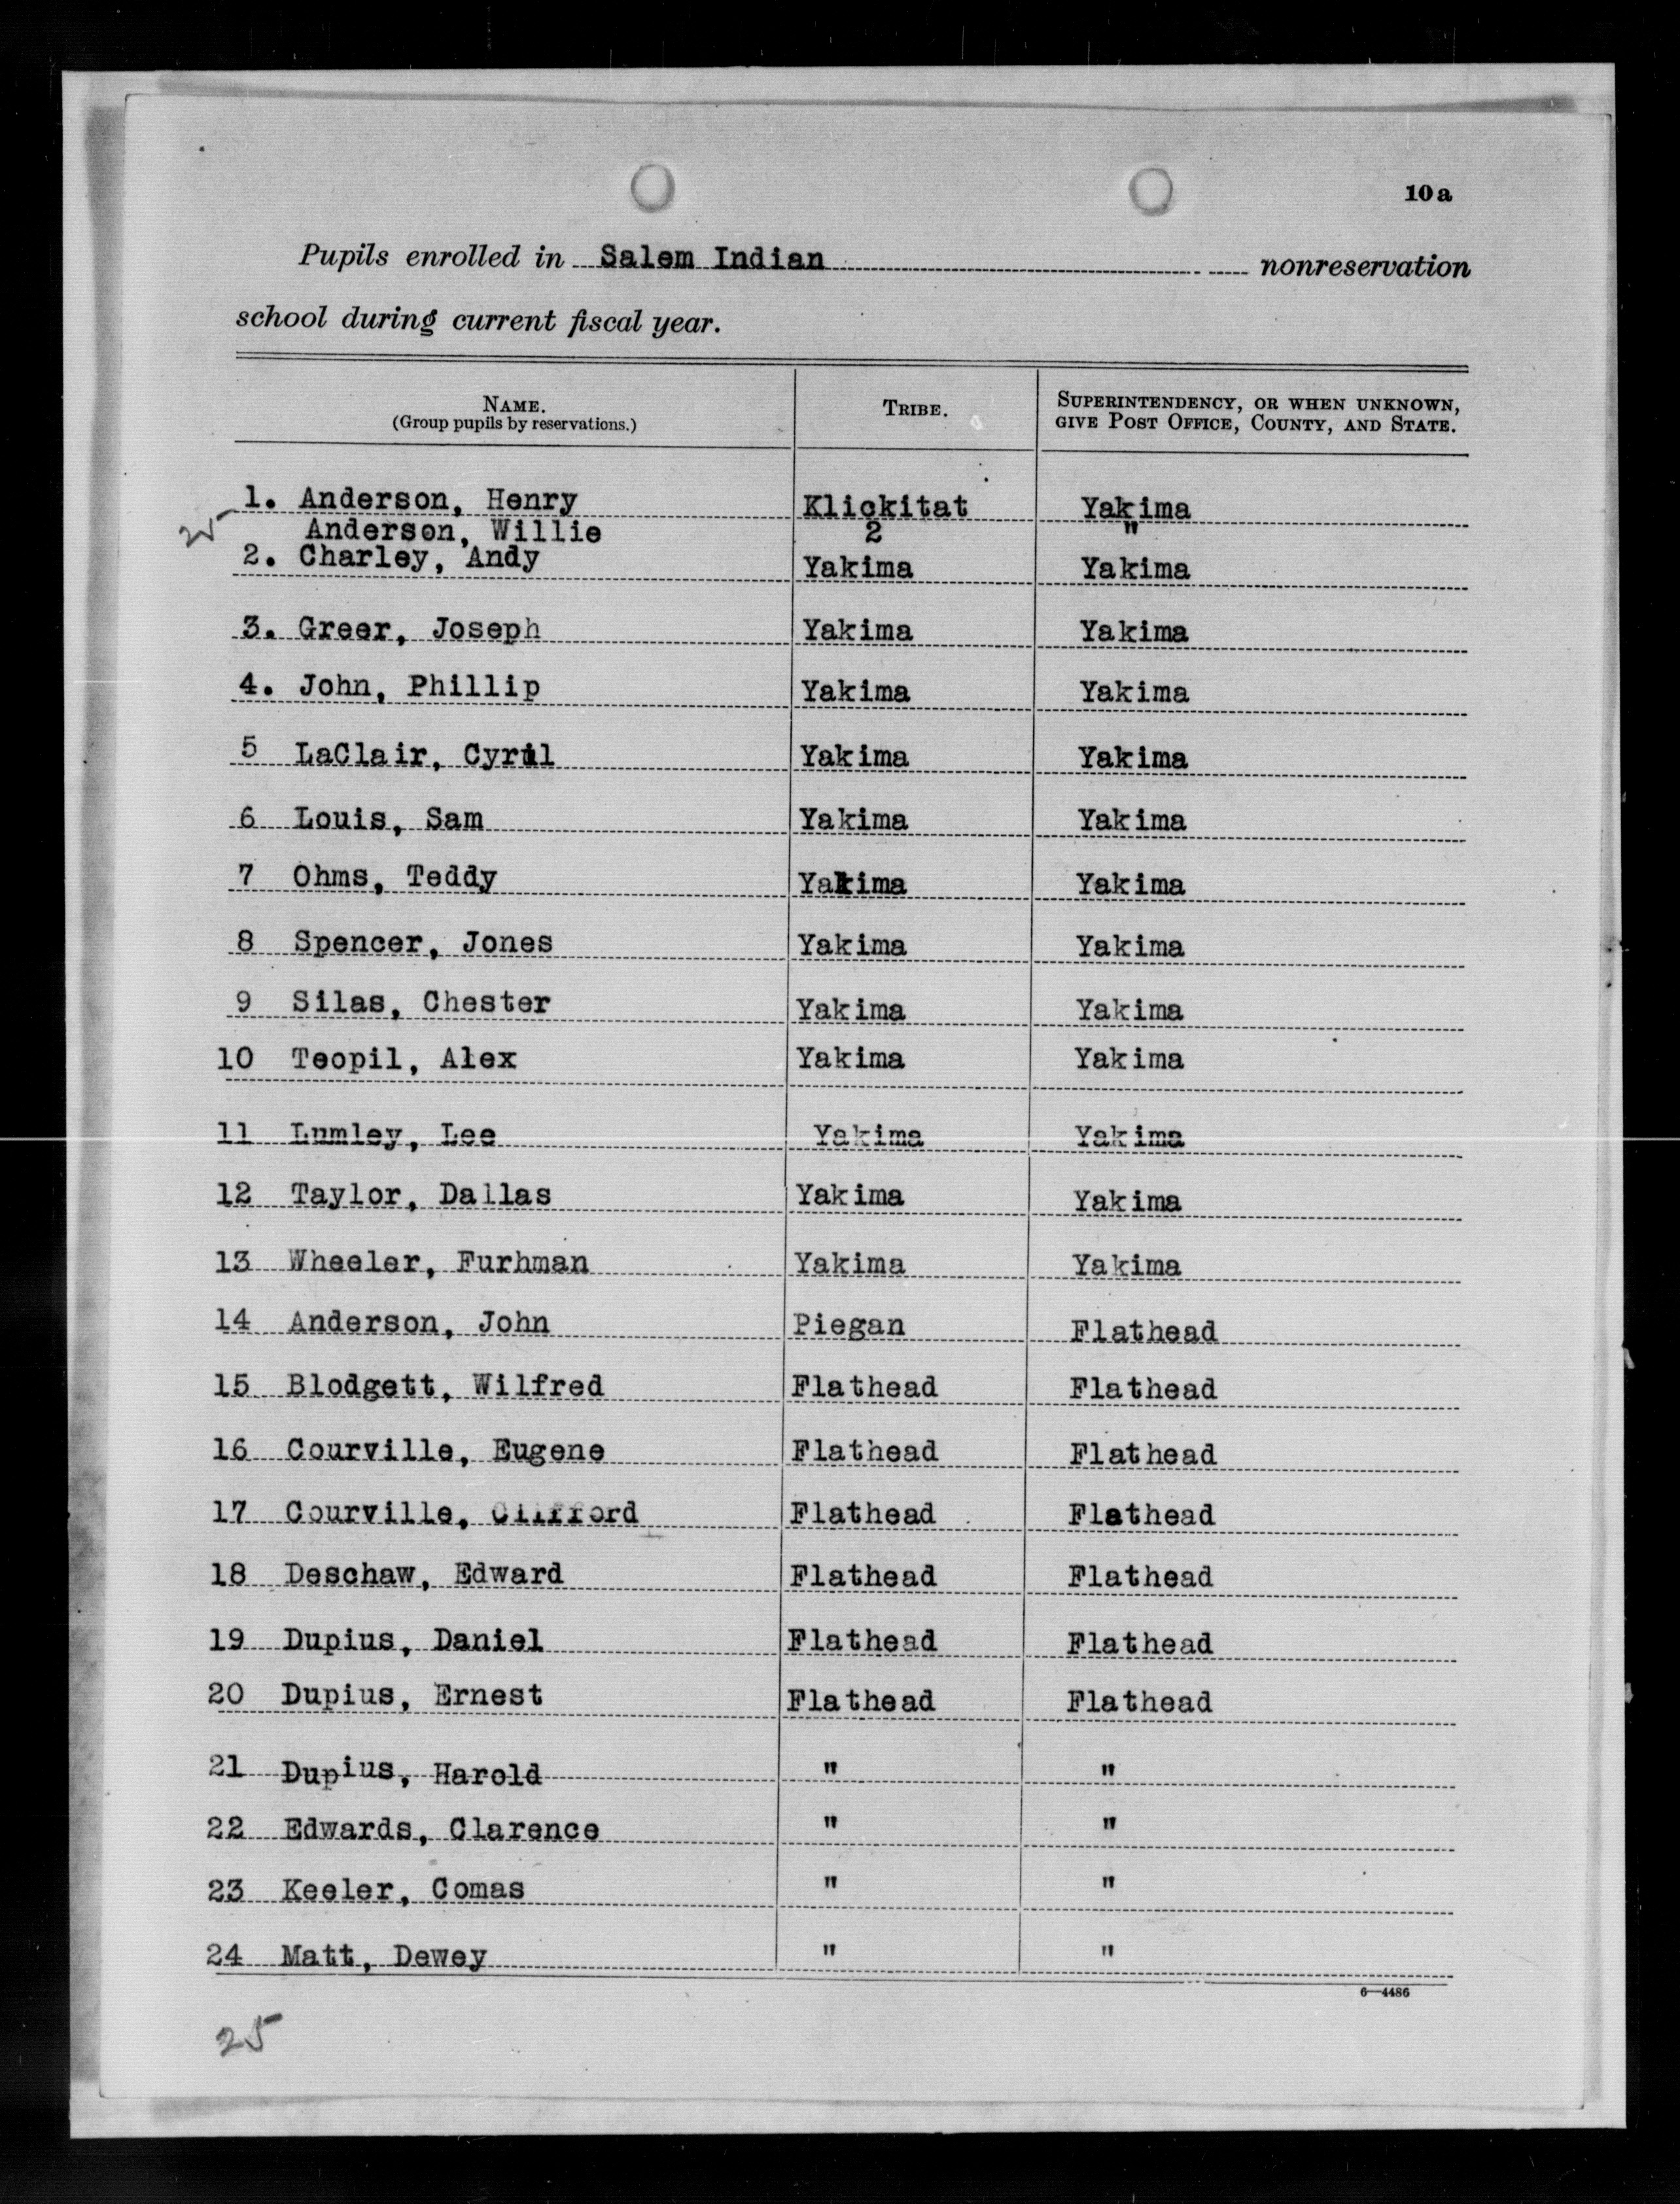 10a
Pupils enrolled in Salem Indian nonreservation
school during current fiscal year.
NAME. (Group pupils by reservations.) TRIBE. SUPERINTENDENCY, OR WHEN UNKNOWN, GIVE POST OFFICE, COUNTY, AND STATE.
1. Anderson, Henry Klickitat Yakima
25 Anderson, Willie 2 "
2. Charley, Andy Yakima Yakima
3. Greer, Joseph Yakima Yakima
4. John, Phillip Yakima Yakima
5 LaClair, Cyril Yakima Yakima
6 Louis, Sam Yakima Yakima
7 Ohms, Teddy Yakima Yakima
8 Spencer, Jones Yakima Yakima
9 Silas, Chester Yakima Yakima
10 Teopil, Alex Yakima Yakima
11 Lumley, Lee Yakima Yakima
12 Taylor, Dallas Yakima Yakima
13 Wheeler, Furhman Yakima Yakima
14 Anderson, John Piegan Flathead
15 Blodgett, Wilfred Flathead Flathead
16 Courville, Eugene Flathead Flathead
17 Courville, Clifford Flathead Flathead
18 Deschaw, Edward Flathead Flathead
19 Dupius, Daniel Flathead Flathead
20 Dupius, Ernest Flathead Flathead
21 Dupius, Harold " "
22 Edwards, Clarence " "
23 Keeler, Comas " "
24 Matt, Dewey " "
6—4486
25